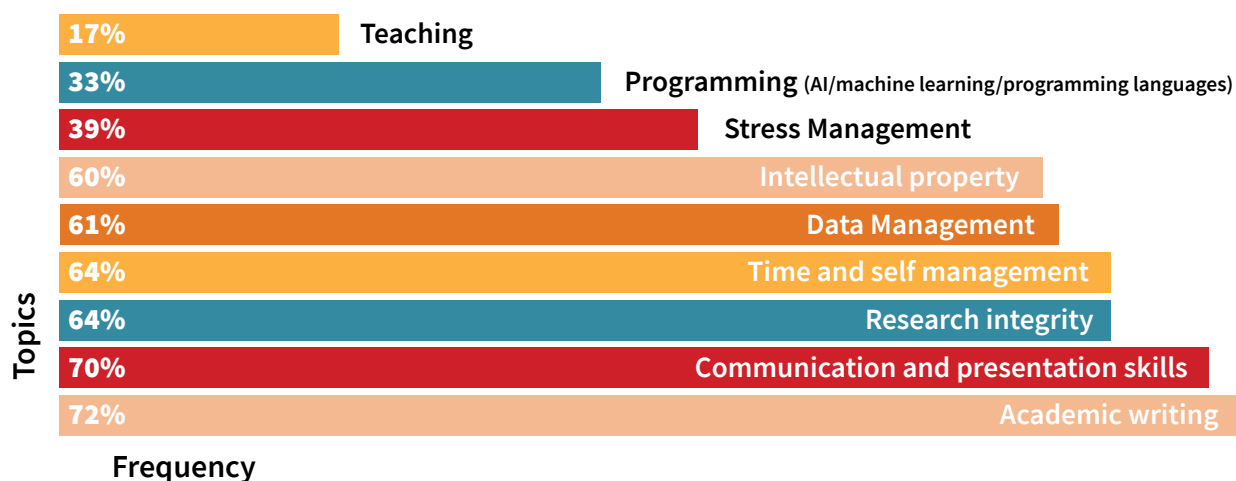 17% Teaching
33% Programming (AI/machine learning/programming languages)
39% Stress Management
60% Intellectual property
61% Data Management
64% Time and self management
64% Research integrity
70% Communication and presentation skills
72% Academic writing
Topics
Frequency